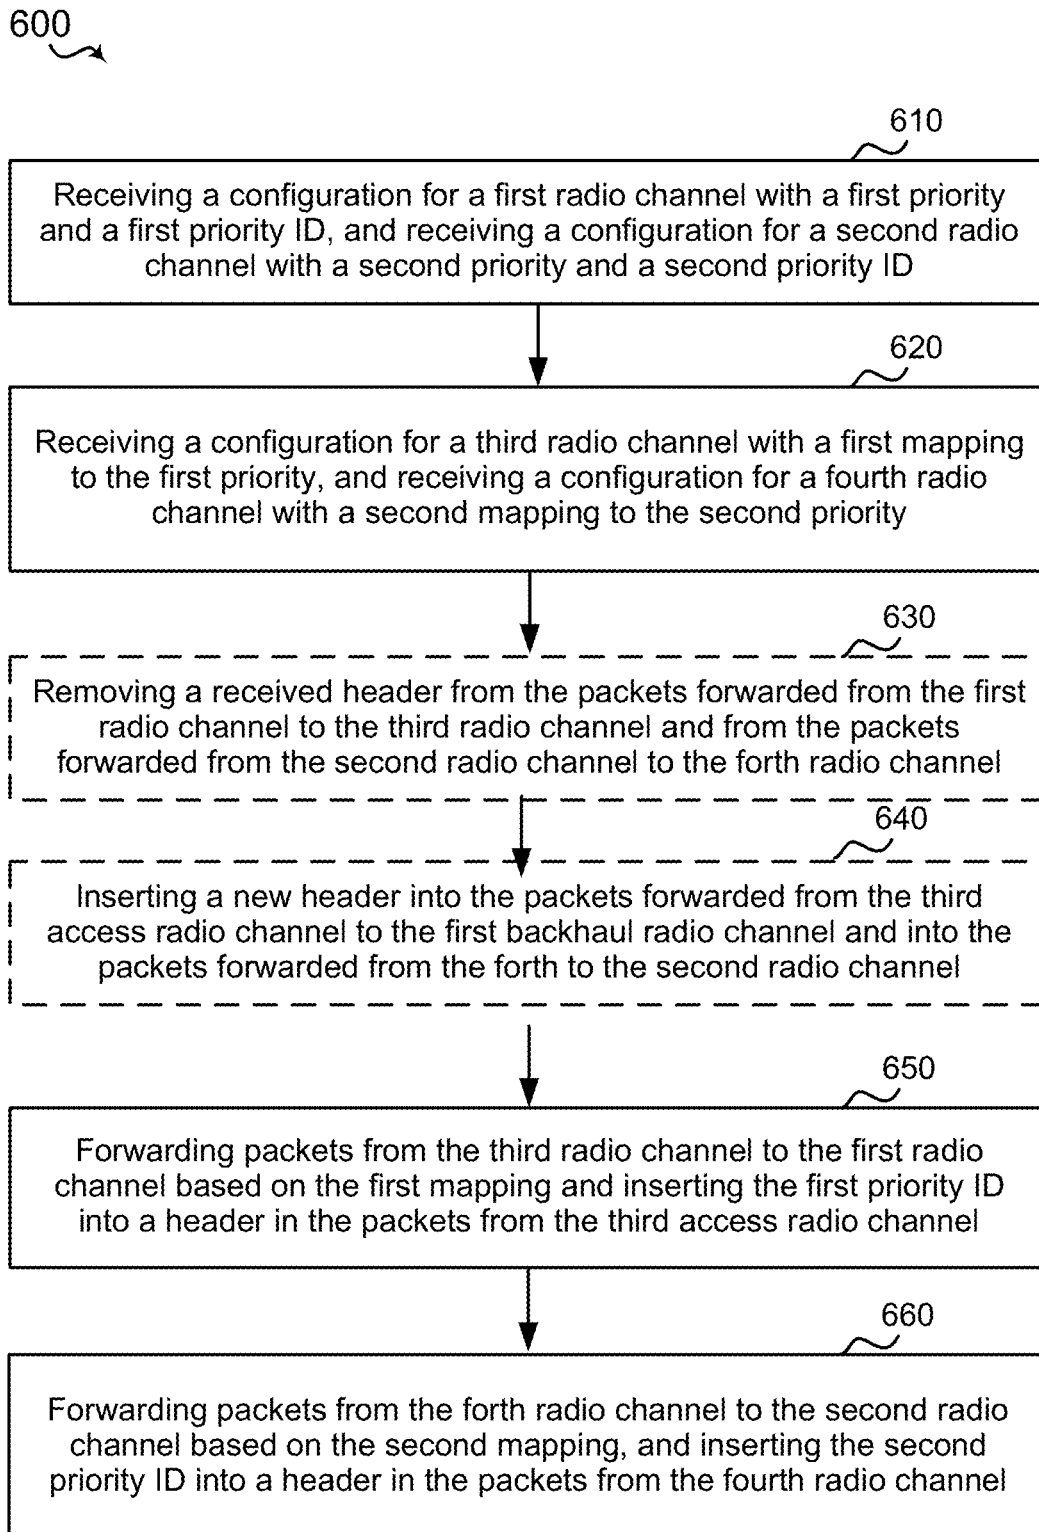 600
610
Receiving a configuration for a first radio channel with a first priority
and a first priority ID, and receiving a configuration for a second radio
channel with a second priority and a second priority ID
620
Receiving a configuration for a third radio channel with a first mapping
to the first priority, and receiving a configuration for a fourth radio
channel with a second mapping to the second priority
630
Removing a received header from the packets forwarded from the first
radio channel to the third radio channel and from the packets
forwarded from the second radio channel to the forth radio channel
640
Inserting a new header into the packets forwarded from the third
access radio channel to the first backhaul radio channel and into the
packets forwarded from the forth to the second radio channel
650
Forwarding packets from the third radio channel to the first radio
channel based on the first mapping and inserting the first priority ID
into a header in the packets from the third access radio channel
660
Forwarding packets from the forth radio channel to the second radio
channel based on the second mapping, and inserting the second
priority ID into a header in the packets from the fourth radio channel